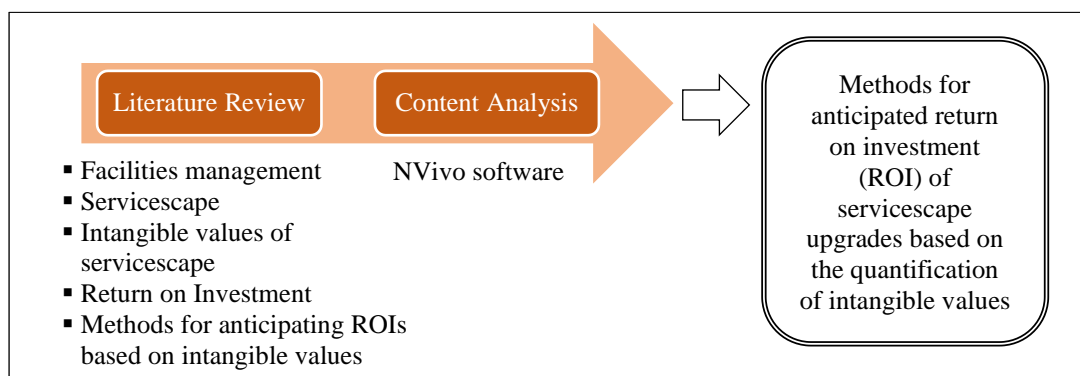 Literature Review
Content Analysis
▪ Facilities management
▪ Servicescape
▪ Intangible values of
servicescape
▪ Return on Investment
▪ Methods for anticipating ROIs
based on intangible values
NVivo software
Methods for
anticipated return
on investment
(ROI) of
servicescape
upgrades based on
the quantification
of intangible values